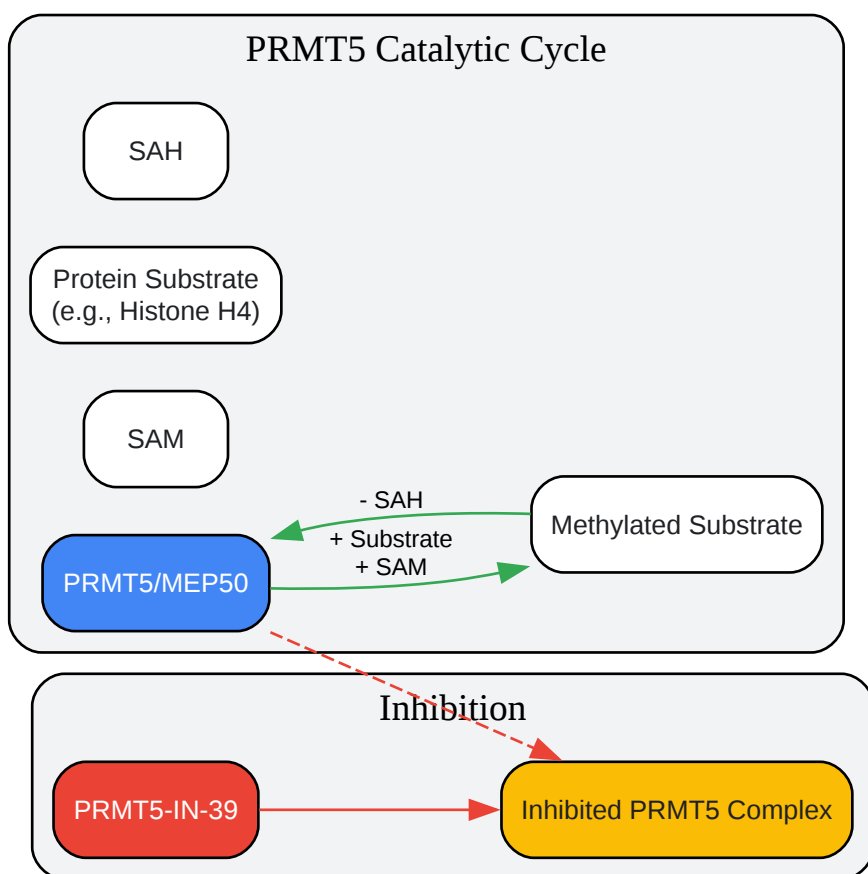 PRMT5 Catalytic Cycle
SAH
Protein Substrate
(e.g., Histone H4)
SAM
- SAH
+ Substrate
+ SAM
Methylated Substrate
PRMT5/MEP50
Inhibition
PRMT5-IN-39
Inhibited PRMT5 Complex